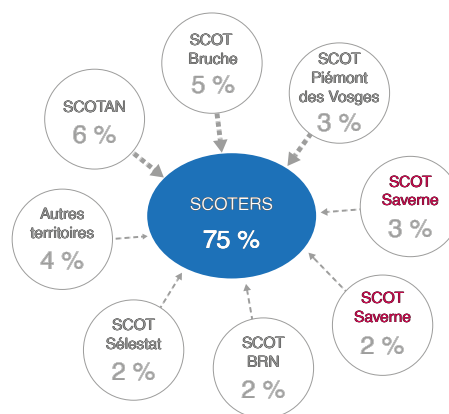 SCOT
Bruche
5 %
SCOT
Piémont
des Vosges
3 %
SCOTAN
6 %
SCOT
Saverne
3 %
SCOTERS
75 %
Autres
territoires
4 %
SCOT
Saverne
2 %
SCOT
Sélestat
2 %
SCOT
BRN
2 %